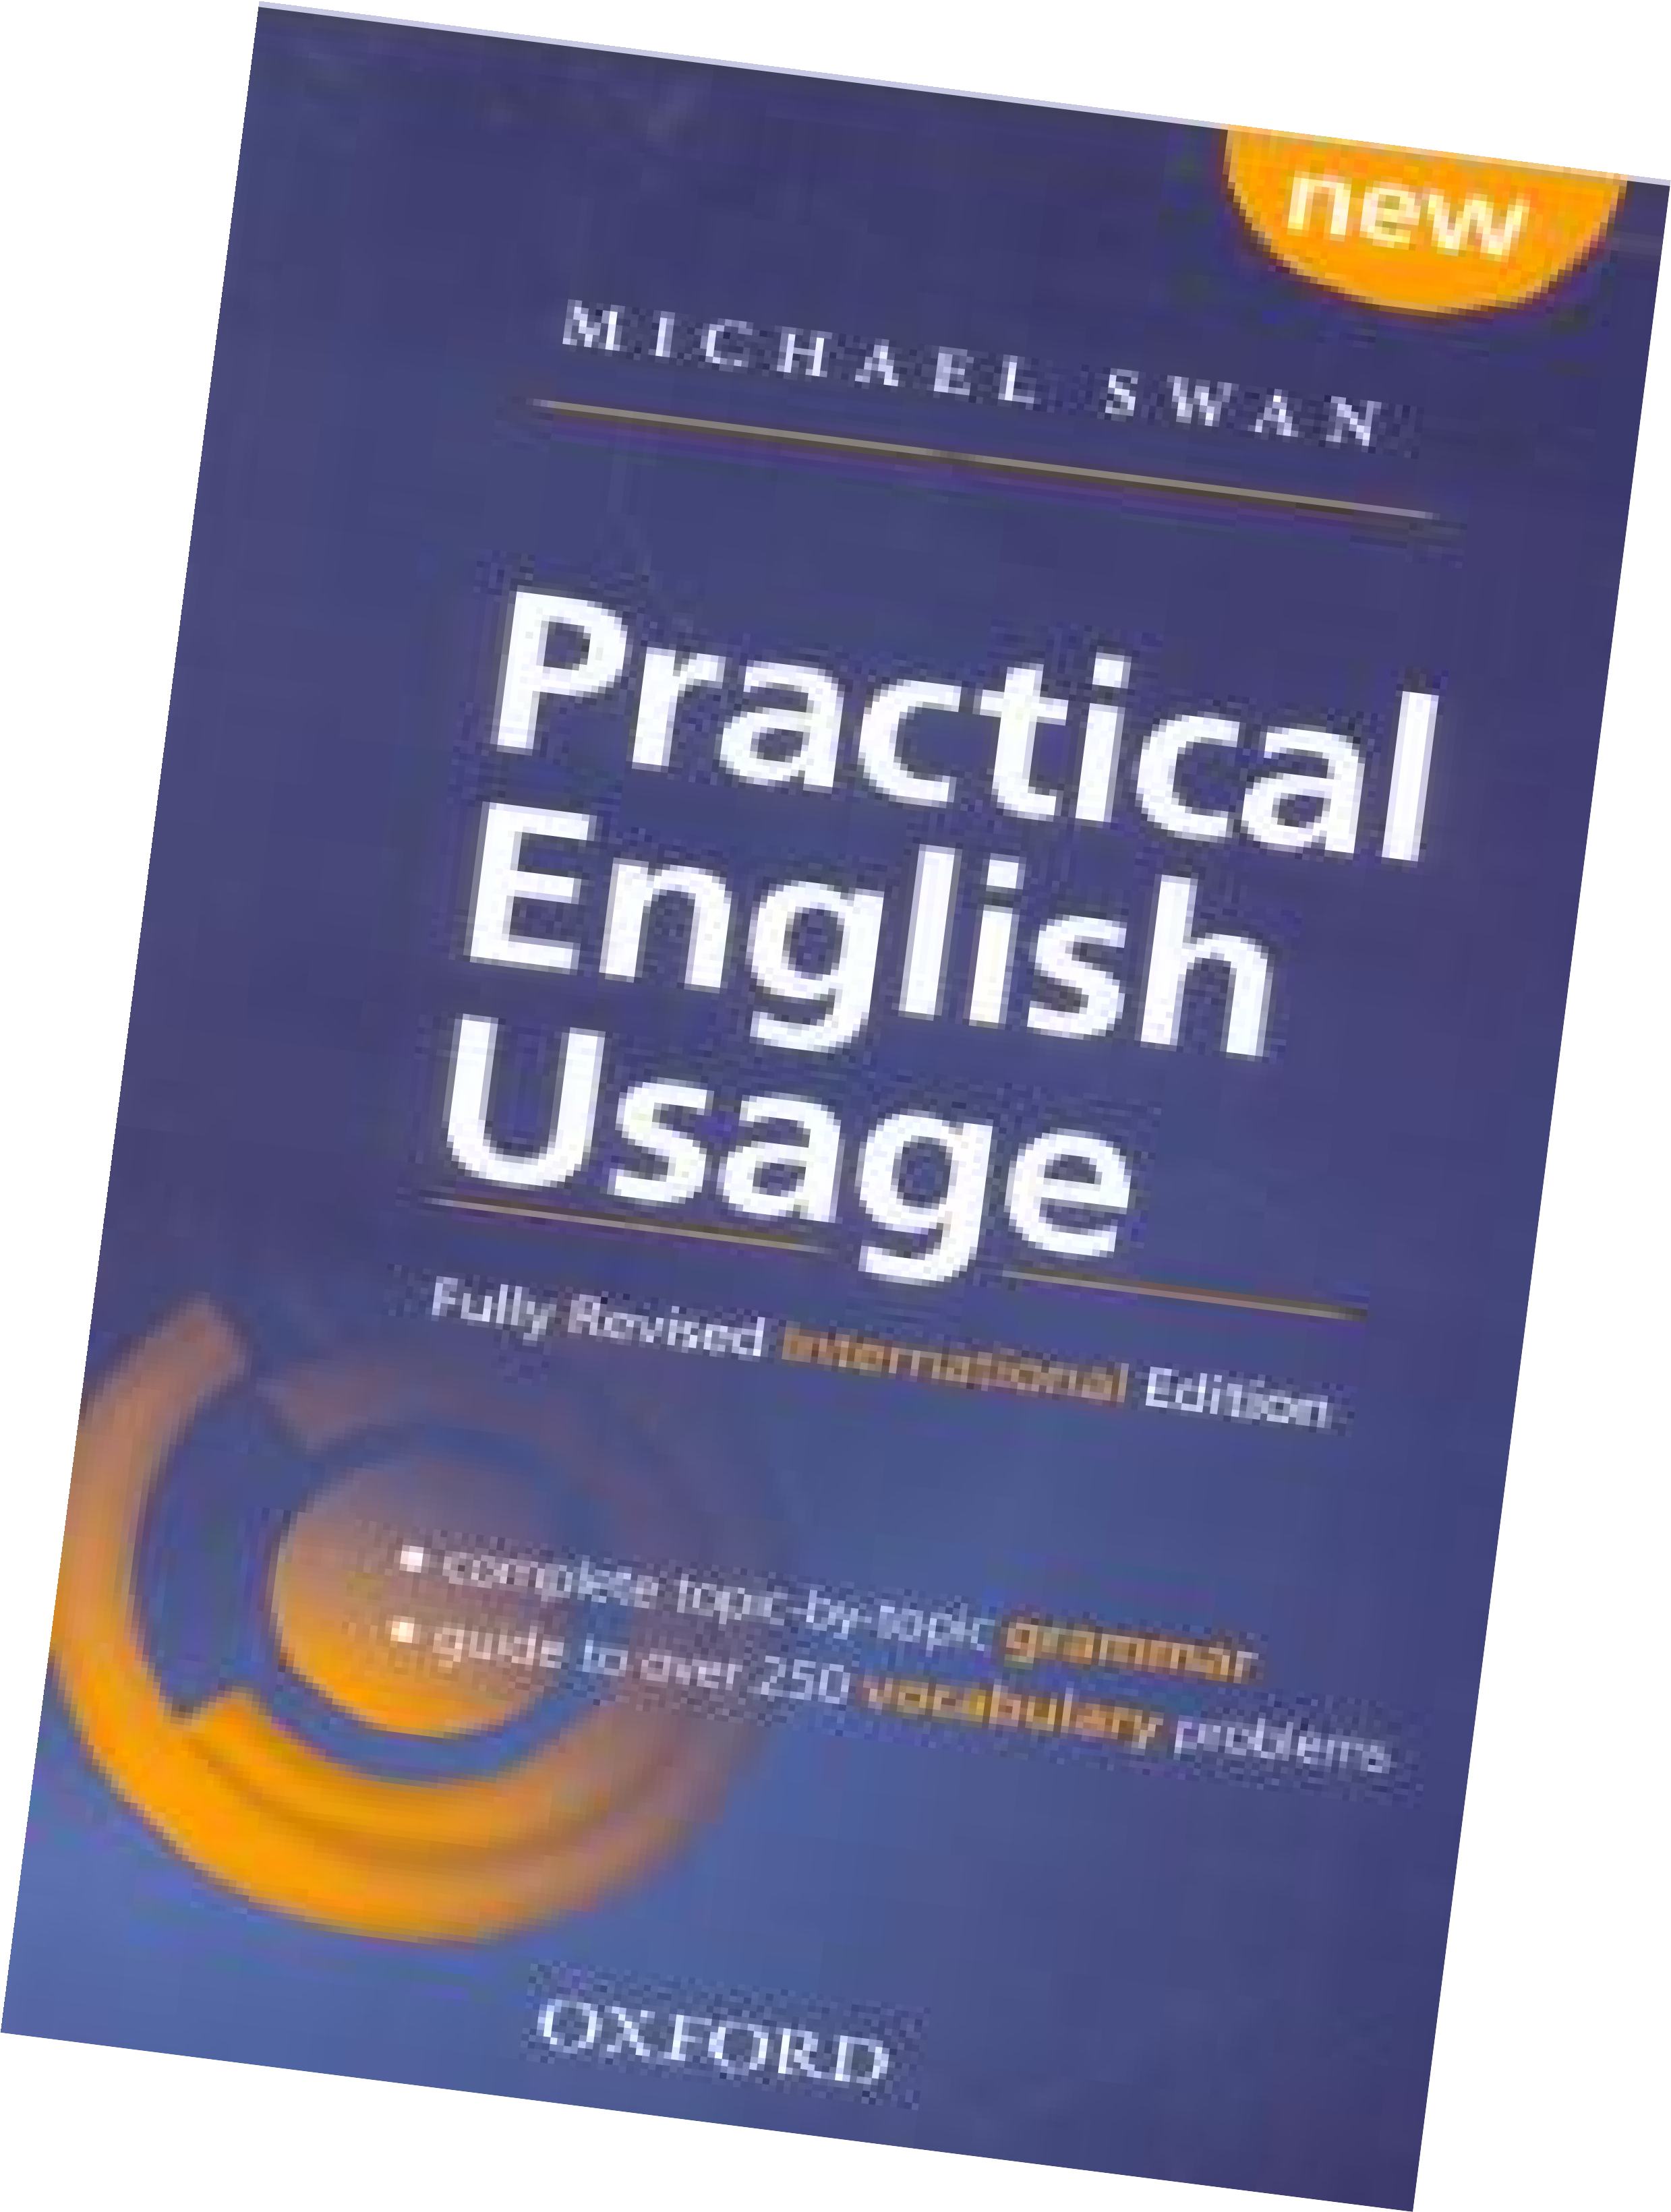 new
MICHAEL SWAN
Practical
English
Usage
Fully Revised International Edition
• complete topic-by-topic grammar
• guide to over 250 vocabulary problems
OXFORD